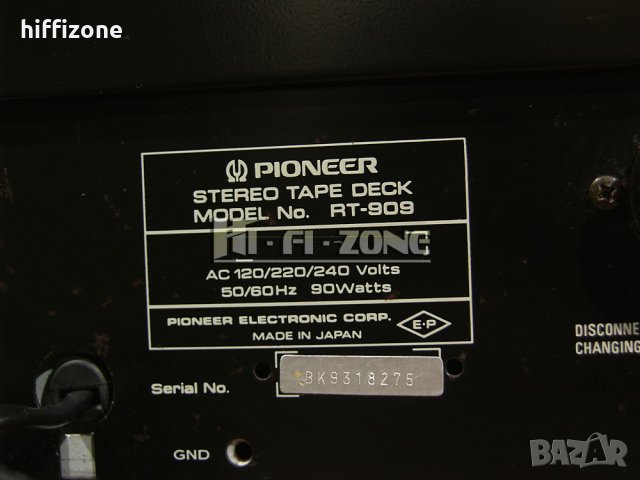 hiffizone
PIONEER
STEREO TAPE DECK
MODEL No. RT-909
Hi-Fi-ZONE
AC 120/220/240 Volts
50/60Hz 90Watts
PIONEER ELECTRONIC CORP.
E·P
MADE IN JAPAN
DISCONNE
CHANGING
Serial No.
BK9318275
GND
BAZAR